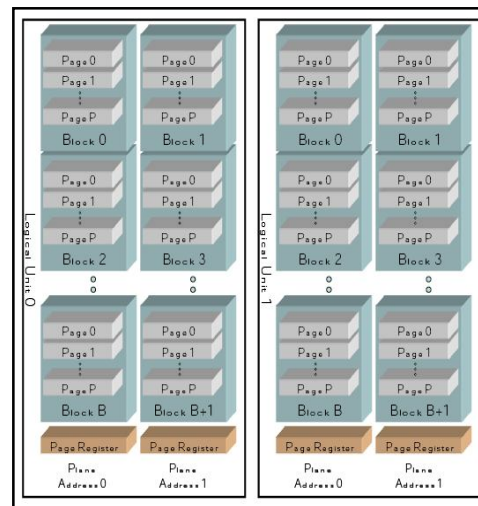 Logical Unit 0
Page 0
Page 1
Page P
Block 0
Page 0
Page 1
Page P
Block 1
Page 0
Page 1
Page P
Block 2
Page 0
Page 1
Page P
Block 3
Page 0
Page 1
Page P
Block B
Page 0
Page 1
Page P
Block B+1
Page Register
Page Register
Plane
Address 0
Plane
Address 1
Logical Unit 1
Page 0
Page 1
Page P
Block 0
Page 0
Page 1
Page P
Block 1
Page 0
Page 1
Page P
Block 2
Page 0
Page 1
Page P
Block 3
Page 0
Page 1
Page P
Block B
Page 0
Page 1
Page P
Block B+1
Page Register
Page Register
Plane
Address 0
Plane
Address 1